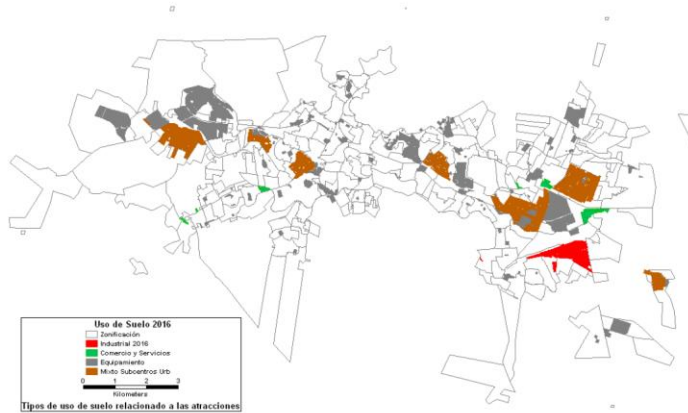 Uso de Suelo 2016
Zonificación
Industrial 2016
Comercio y Servicios
Equipamiento
Mixto Subcentros Urb
0 1 2 3
Kilometers
Tipos de uso de suelo relacionado a las atracciones